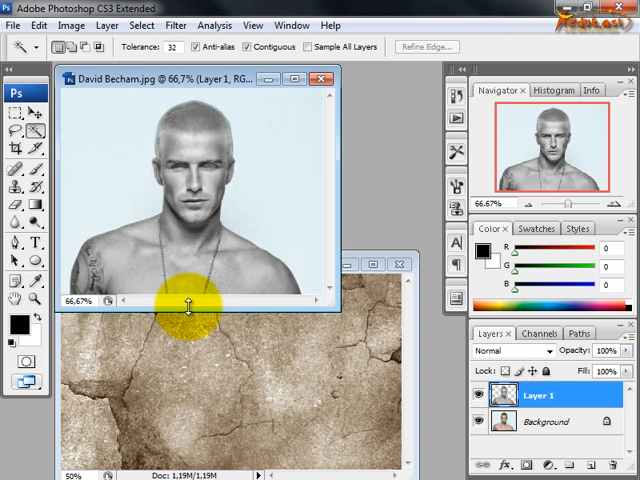 Adobe Photoshop CS3 Extended
redukasi
File Edit Image Layer Select Filter Analysis View Window Help
Tolerance: 32 Anti-alias Contiguous Sample All Layers Refine Edge...
David Becham.jpg @ 66,7% (Layer 1, RG...
Ps
66,67%
50% Doc: 1,19M/1,19M
Navigator x Histogram Info
66.67%
Color x Swatches Styles
R 0
G 0
B 0
Layers x Channels Paths
Normal Opacity: 100%
Lock: Fill: 100%
Layer 1
Background
fx